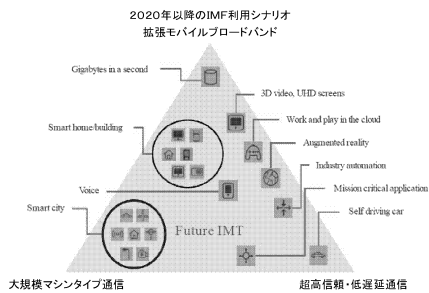 2020年以降のIMF利用シナリオ
拡張モバイルブロードバンド
Gigabytes in a second
3D video, UHD screens
Smart home/building
Work and play in the cloud
Augmented reality
Industry automation
Voice
Mission critical application
Smart city
Self driving car
Future IMT
大規模マシンタイプ通信
超高信頼・低遅延通信